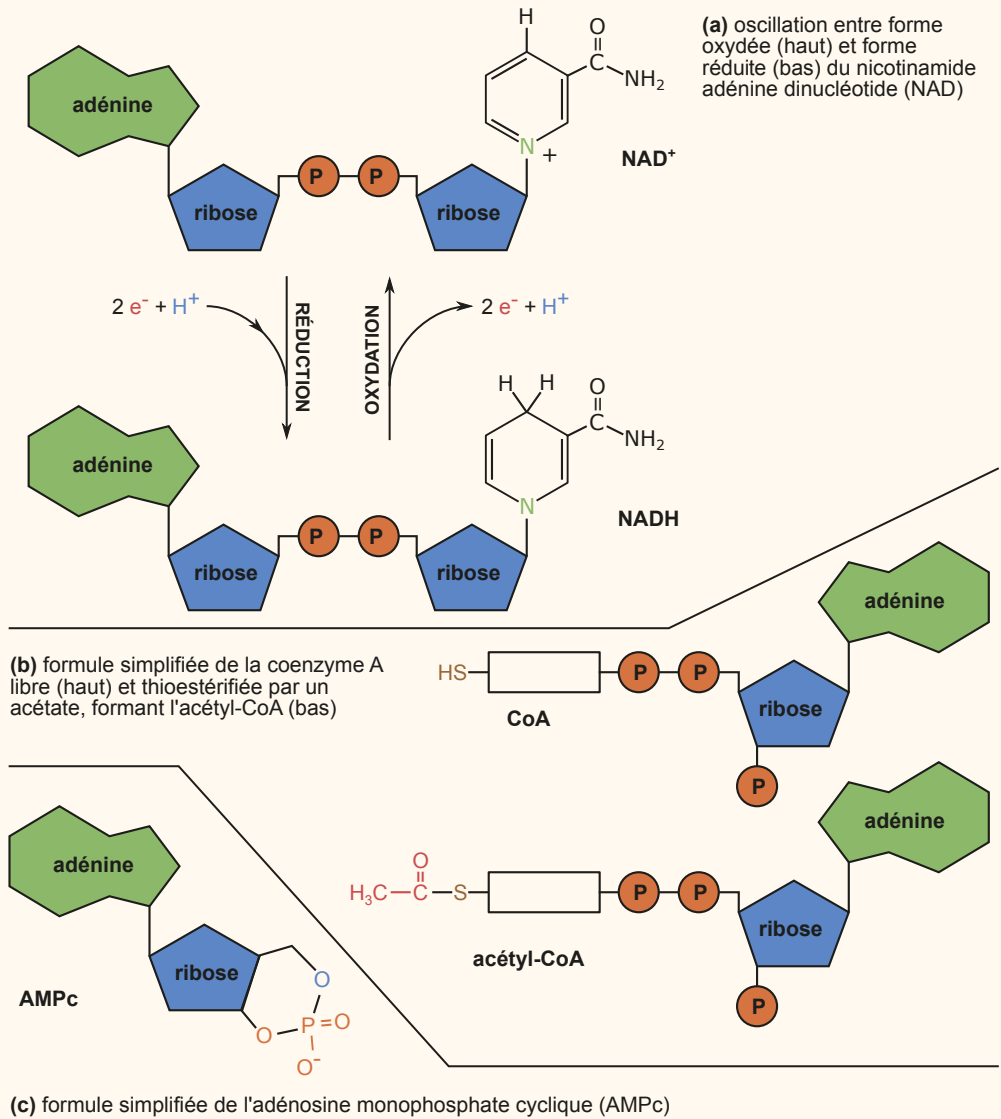 (a) oscillation entre forme
oxydée (haut) et forme
réduite (bas) du nicotinamide
adénine dinucléotide (NAD)
adénine
ribose
P
P
ribose
N
+
H
O
C
NH₂
NAD⁺
2 e⁻ + H⁺
RÉDUCTION
OXYDATION
2 e⁻ + H⁺
adénine
ribose
P
P
ribose
N
H H
O
C
NH₂
NADH
(b) formule simplifiée de la coenzyme A
libre (haut) et thioestérifiée par un
acétate, formant l'acétyl-CoA (bas)
HS
P
P
ribose
adénine
P
CoA
O
H₃C C S
P
P
ribose
adénine
P
acétyl-CoA
adénine
ribose
O
O P =O
O⁻
AMPc
(c) formule simplifiée de l'adénosine monophosphate cyclique (AMPc)